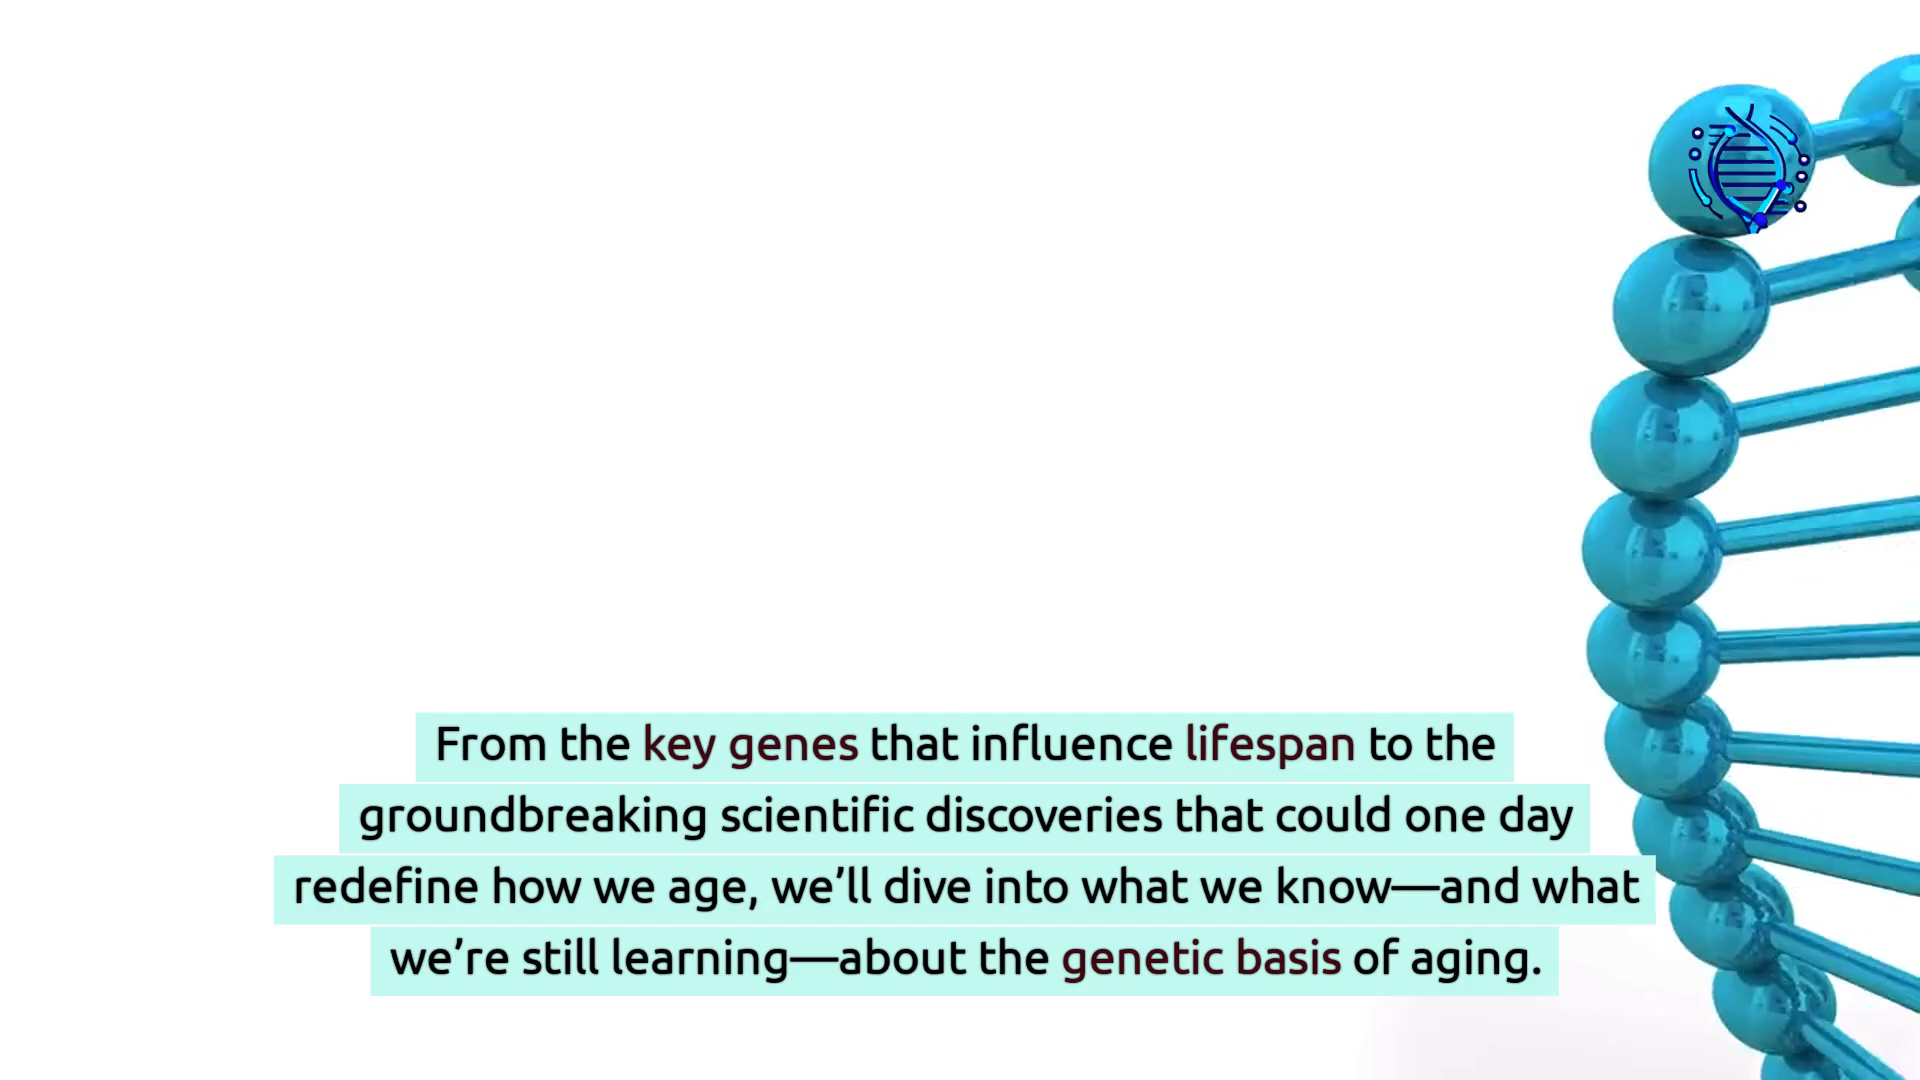 From the key genes that influence lifespan to the
groundbreaking scientific discoveries that could one day
redefine how we age, we’ll dive into what we know—and what
we’re still learning—about the genetic basis of aging.